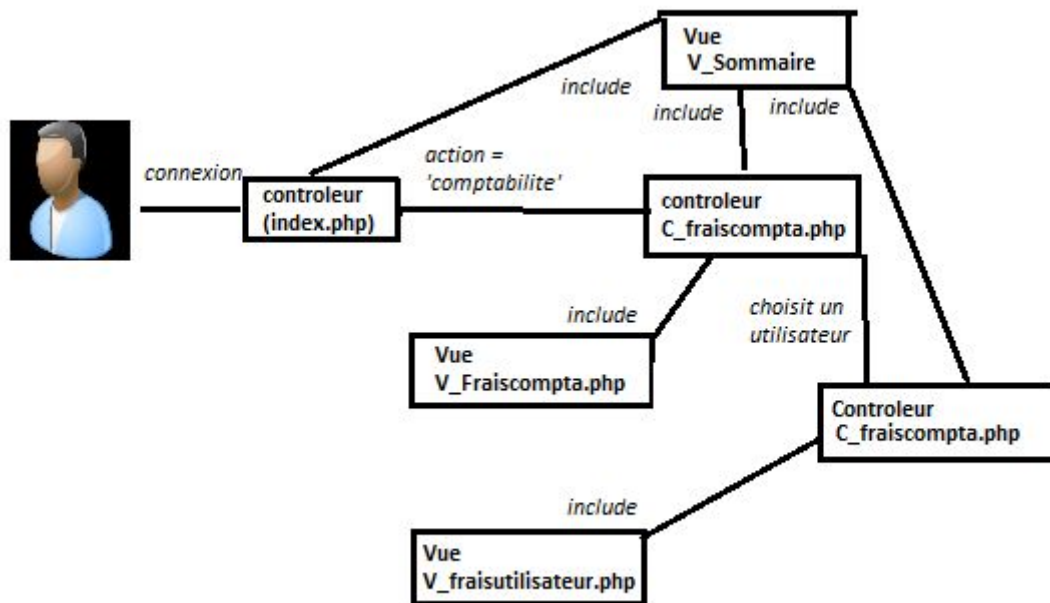 Vue
V_Sommaire
include
include
include
connexion
action =
'comptabilite'
controleur
(index.php)
controleur
C_fraiscompta.php
include
choisit un
utilisateur
Vue
V_Fraiscompta.php
Controleur
C_fraiscompta.php
include
Vue
V_fraisutilisateur.php